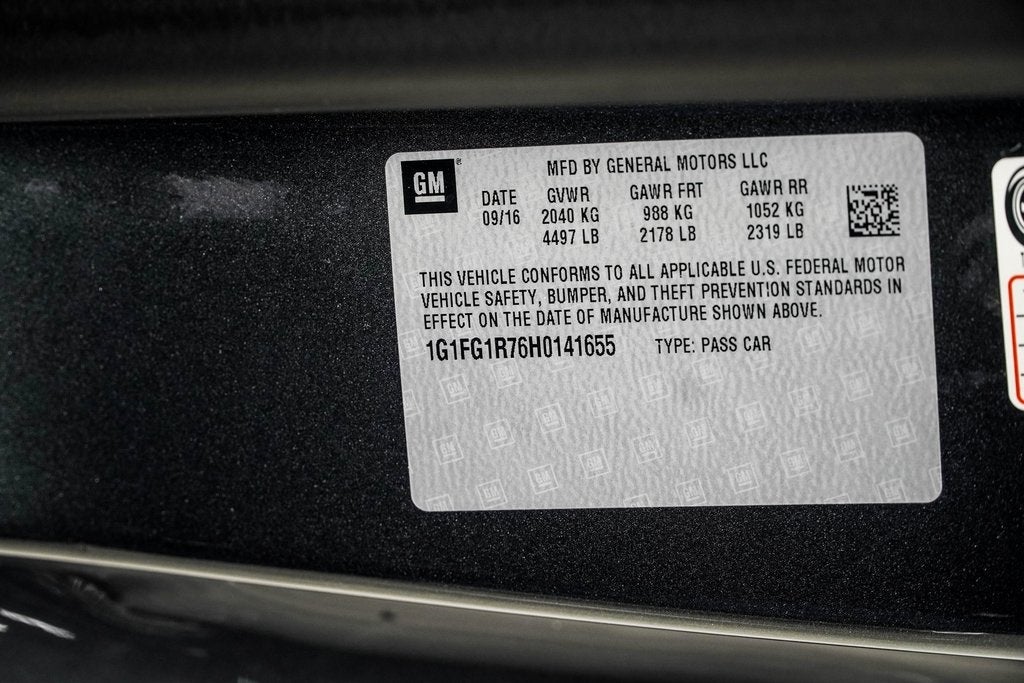 GM
MFD BY GENERAL MOTORS LLC
DATE GVWR GAWR FRT GAWR RR
09/16 2040 KG 988 KG 1052 KG
4497 LB 2178 LB 2319 LB
THIS VEHICLE CONFORMS TO ALL APPLICABLE U.S. FEDERAL MOTOR
VEHICLE SAFETY, BUMPER, AND THEFT PREVENTION STANDARDS IN
EFFECT ON THE DATE OF MANUFACTURE SHOWN ABOVE.
1G1FG1R76H0141655 TYPE: PASS CAR